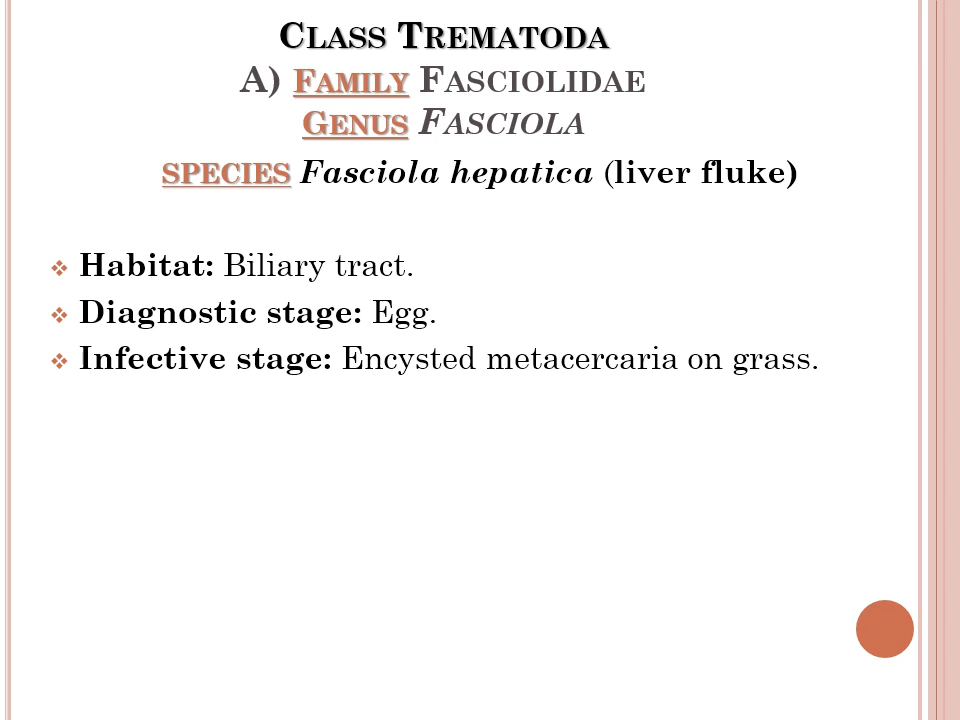 CLASS TREMATODA
A) FAMILY FASCIOLIDAE
GENUS FASCIOLA
SPECIES Fasciola hepatica (liver fluke)
❖ Habitat: Biliary tract.
❖ Diagnostic stage: Egg.
❖ Infective stage: Encysted metacercaria on grass.